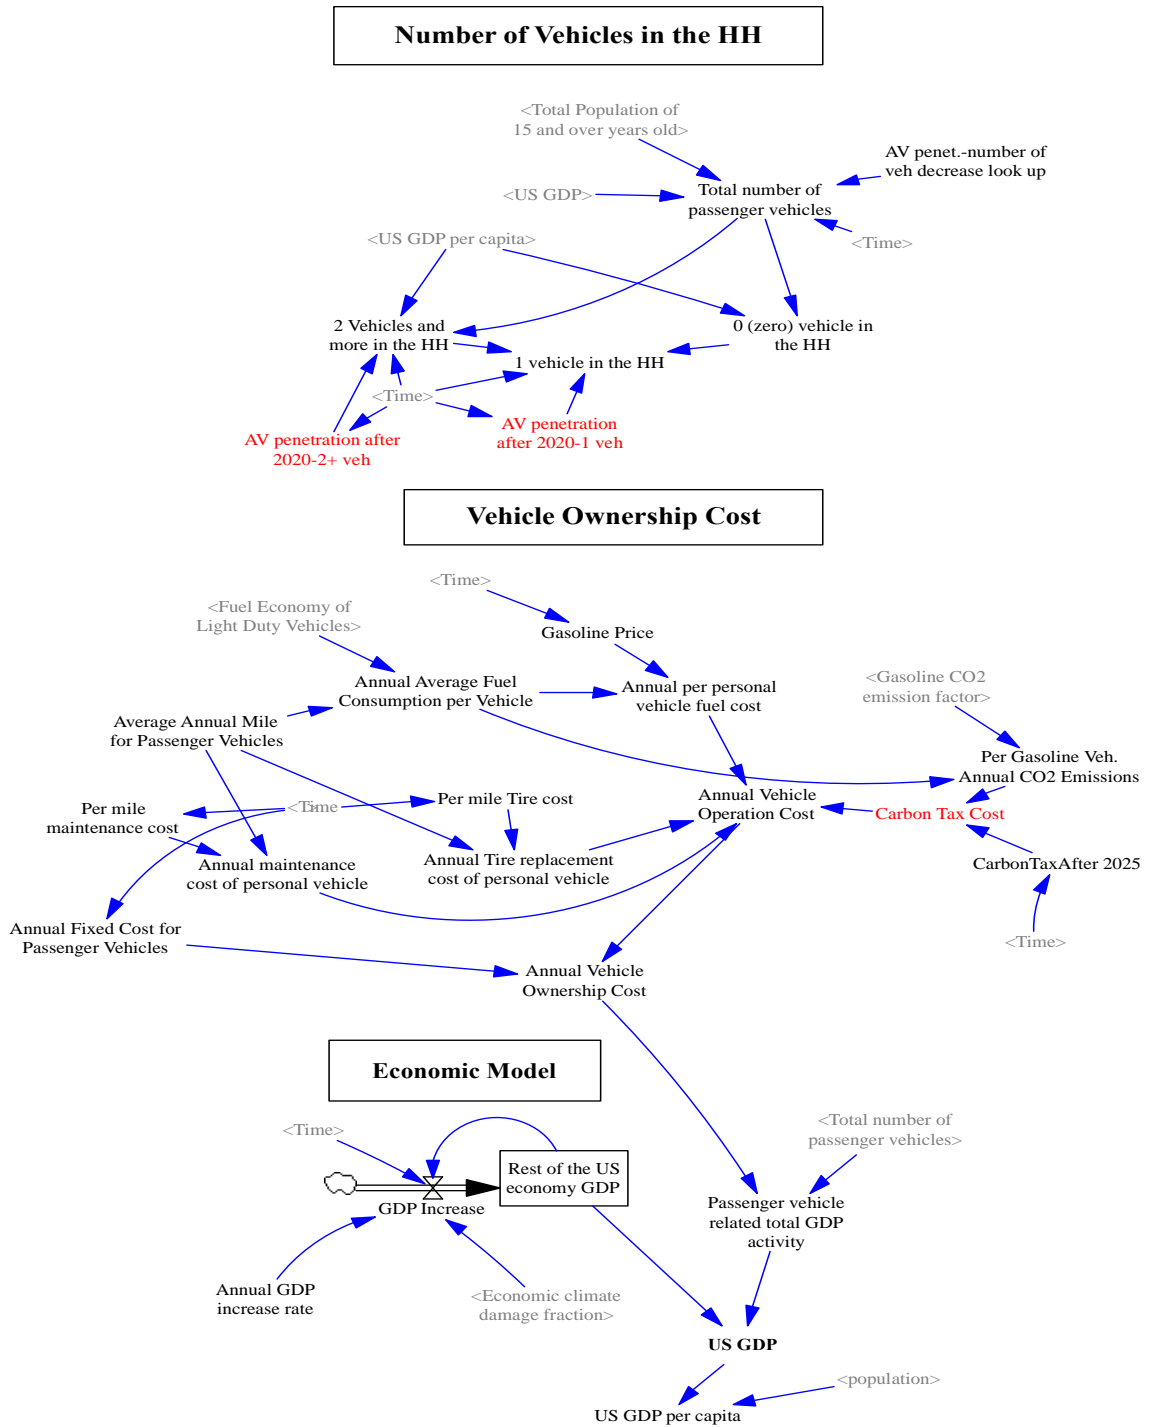 Number of Vehicles in the HH
<Total Population of
15 and over years old>
AV penet.-number of
veh decrease look up
<US GDP>
Total number of
passenger vehicles
<US GDP per capita>
<Time>
2 Vehicles and
more in the HH
0 (zero) vehicle in
the HH
1 vehicle in the HH
<Time>
AV penetration after
2020-2+ veh
AV penetration
after 2020-1 veh
Vehicle Ownership Cost
<Time>
<Fuel Economy of
Light Duty Vehicles>
Gasoline Price
Annual Average Fuel
Consumption per Vehicle
Annual per personal
vehicle fuel cost
<Gasoline CO2
emission factor>
Average Annual Mile
for Passenger Vehicles
Per Gasoline Veh.
Annual CO2 Emissions
Per mile
maintenance cost
<Time>
Per mile Tire cost
Annual Vehicle
Operation Cost
Carbon Tax Cost
Annual maintenance
cost of personal vehicle
Annual Tire replacement
cost of personal vehicle
CarbonTaxAfter 2025
Annual Fixed Cost for
Passenger Vehicles
<Time>
Annual Vehicle
Ownership Cost
Economic Model
<Time>
<Total number of
passenger vehicles>
Rest of the US
economy GDP
GDP Increase
Passenger vehicle
related total GDP
activity
Annual GDP
increase rate
<Economic climate
damage fraction>
US GDP
<population>
US GDP per capita